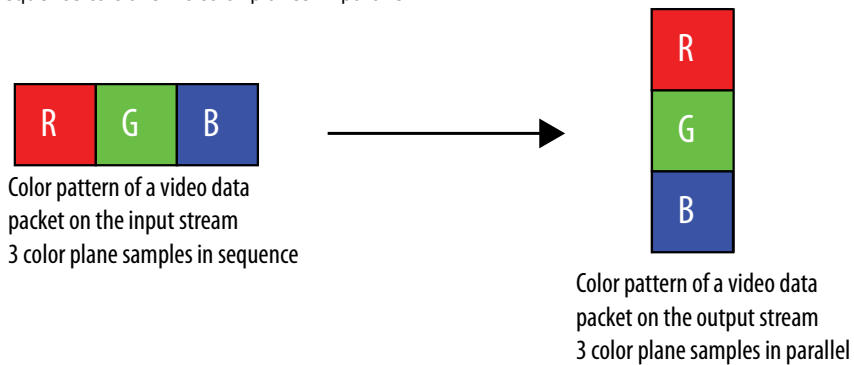 R G B
Color pattern of a video data
packet on the input stream
3 color plane samples in sequence
R
G
B
Color pattern of a video data
packet on the output stream
3 color plane samples in parallel